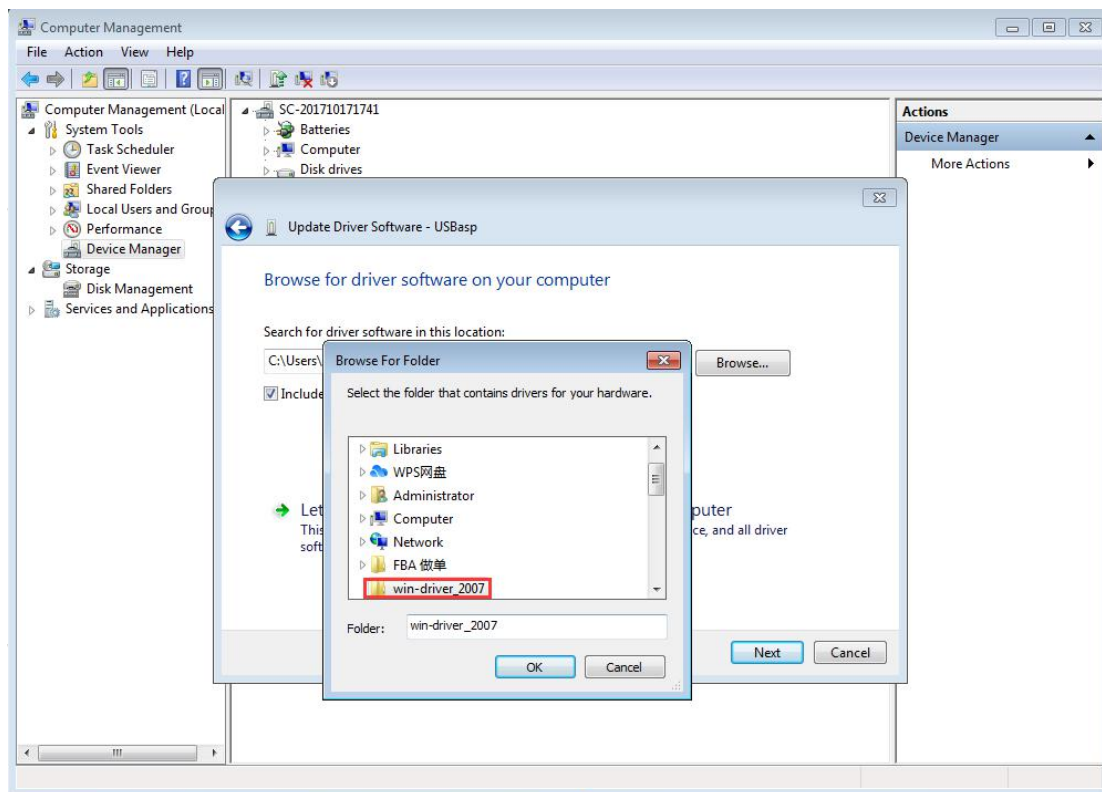 Computer Management
File Action View Help
Computer Management (Local
System Tools
Task Scheduler
Event Viewer
Shared Folders
Local Users and Group
Performance
Device Manager
Storage
Disk Management
Services and Applications
SC-201710171741
Batteries
Computer
Disk drives
Actions
Device Manager
More Actions
Update Driver Software - USBasp
Browse for driver software on your computer
Search for driver software in this location:
C:\Users\
Browse...
Include
Let
puter
This
ce, and all driver
soft
Next
Cancel
Browse For Folder
Select the folder that contains drivers for your hardware.
Libraries
WPS网盘
Administrator
Computer
Network
FBA 做单
win-driver_2007
Folder: win-driver_2007
OK
Cancel